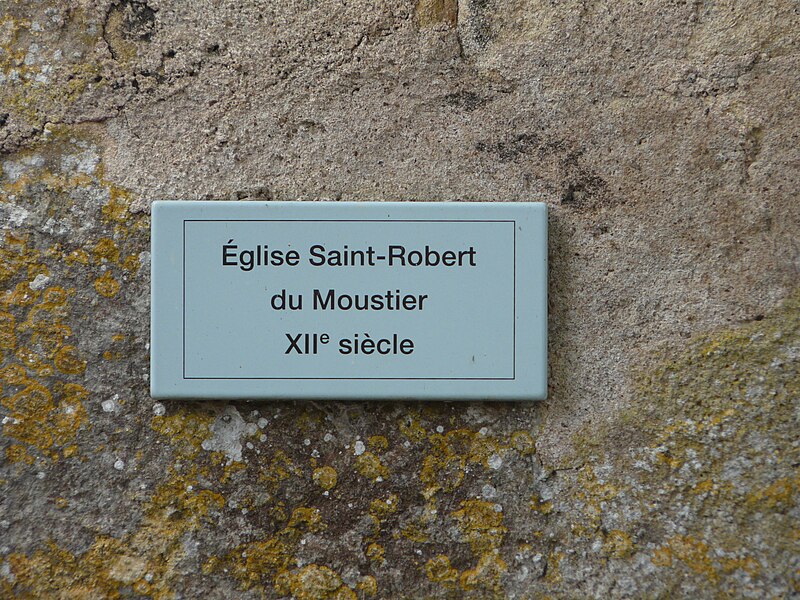 Église Saint-Robert
du Moustier
XIIᵉ siècle